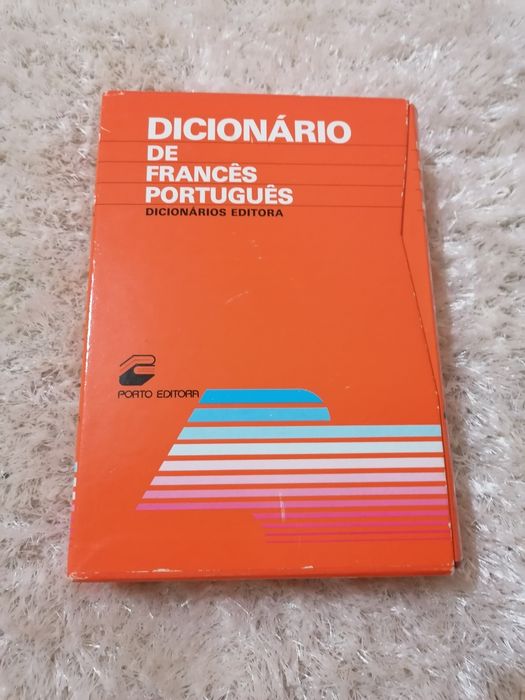 DICIONÁRIO
DE
FRANCÊS
PORTUGUÊS
DICIONÁRIOS EDITORA
PORTO EDITORA